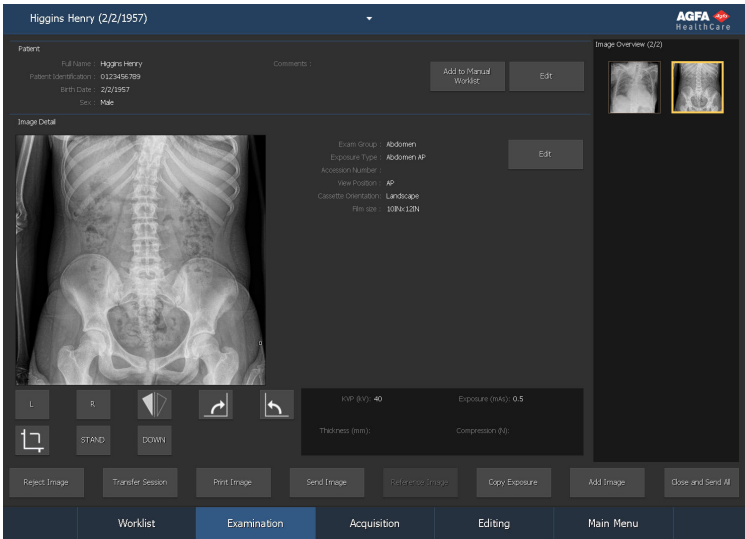 Higgins Henry (2/2/1957)
AGFA
HealthCare
Patient
Full Name : Higgins Henry
Comments :
Patient Identification : 0123456789
Birth Date : 2/2/1957
Sex : Male
Add to Manual
Worklist
Edit
Image Overview (2/2)
Image Detail
Exam Group : Abdomen
Exposure Type : Abdomen AP
Accession Number :
View Position : AP
Cassette Orientation: Landscape
Film size : 10INx12IN
Edit
L
R
STAND
DOWN
KVP (kV): 40
Exposure (mAs): 0.5
Thickness (mm):
Compression (N):
Reject Image
Transfer Session
Print Image
Send Image
Reference Image
Copy Exposure
Add Image
Close and Send All
Worklist
Examination
Acquisition
Editing
Main Menu